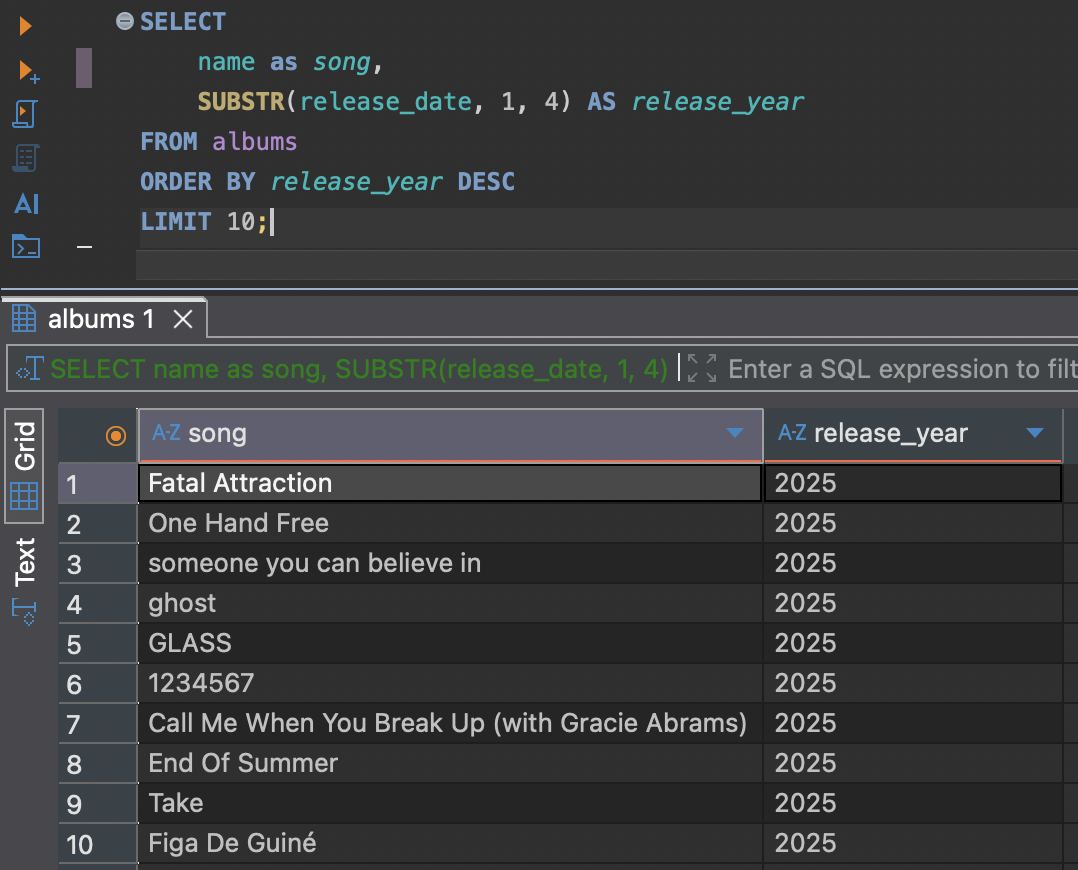 SELECT
name as song,
SUBSTR(release_date, 1, 4) AS release_year
FROM albums
ORDER BY release_year DESC
LIMIT 10;
AI
albums 1
SELECT name as song, SUBSTR(release_date, 1, 4) Enter a SQL expression to filt
Grid
Text
A-Z song A-Z release_year
1 Fatal Attraction 2025
2 One Hand Free 2025
3 someone you can believe in 2025
4 ghost 2025
5 GLASS 2025
6 1234567 2025
7 Call Me When You Break Up (with Gracie Abrams) 2025
8 End Of Summer 2025
9 Take 2025
10 Figa De Guiné 2025